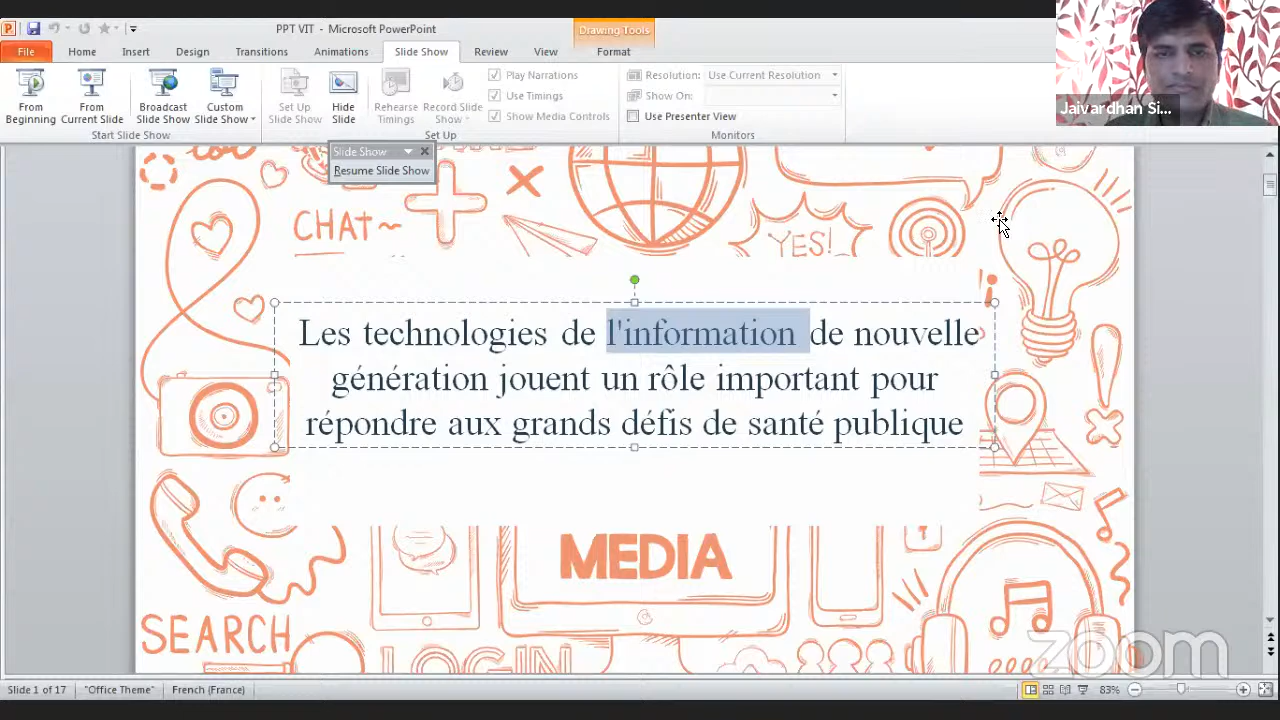 PPT VIT - Microsoft PowerPoint
Drawing Tools
File Home Insert Design Transitions Animations Slide Show Review View Format
From Beginning
From Current Slide
Broadcast Slide Show
Custom Slide Show
Set Up Slide Show
Hide Slide
Rehearse Timings
Record Slide Show
Play Narrations
Use Timings
Show Media Controls
Resolution: Use Current Resolution
Show On:
Use Presenter View
Start Slide Show
Set Up
Monitors
Jaivardhan Si...
Slide Show
Resume Slide Show
CHAT~
YES!
Les technologies de l'information de nouvelle
génération jouent un rôle important pour
répondre aux grands défis de santé publique
MEDIA
SEARCH
LOGIN
zoom
Slide 1 of 17 "Office Theme" French (France) 83%